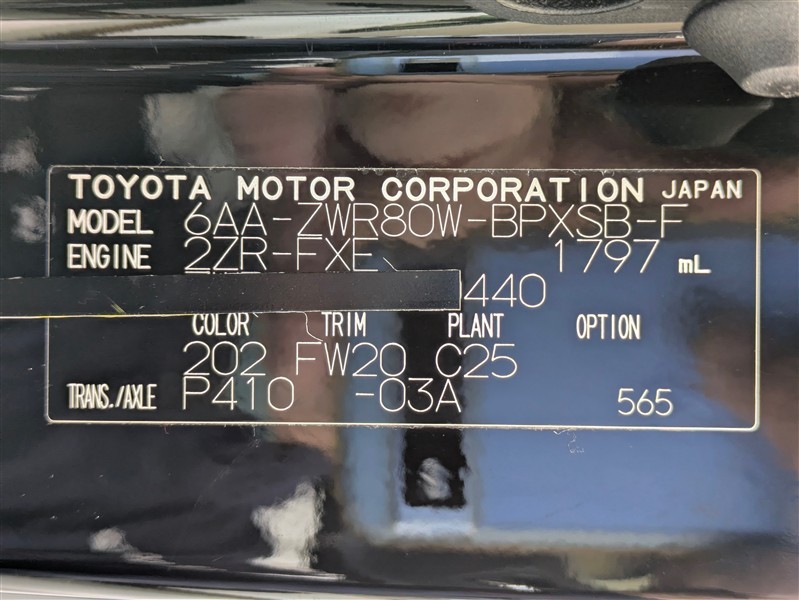 TOYOTA MOTOR CORPORATION JAPAN
MODEL 6AA-ZWR80W-BPXSB-F
ENGINE 2ZR-FXE 1797 mL
440
COLOR TRIM PLANT OPTION
202 FW20 C25
TRANS./AXLE P410 -03A 565